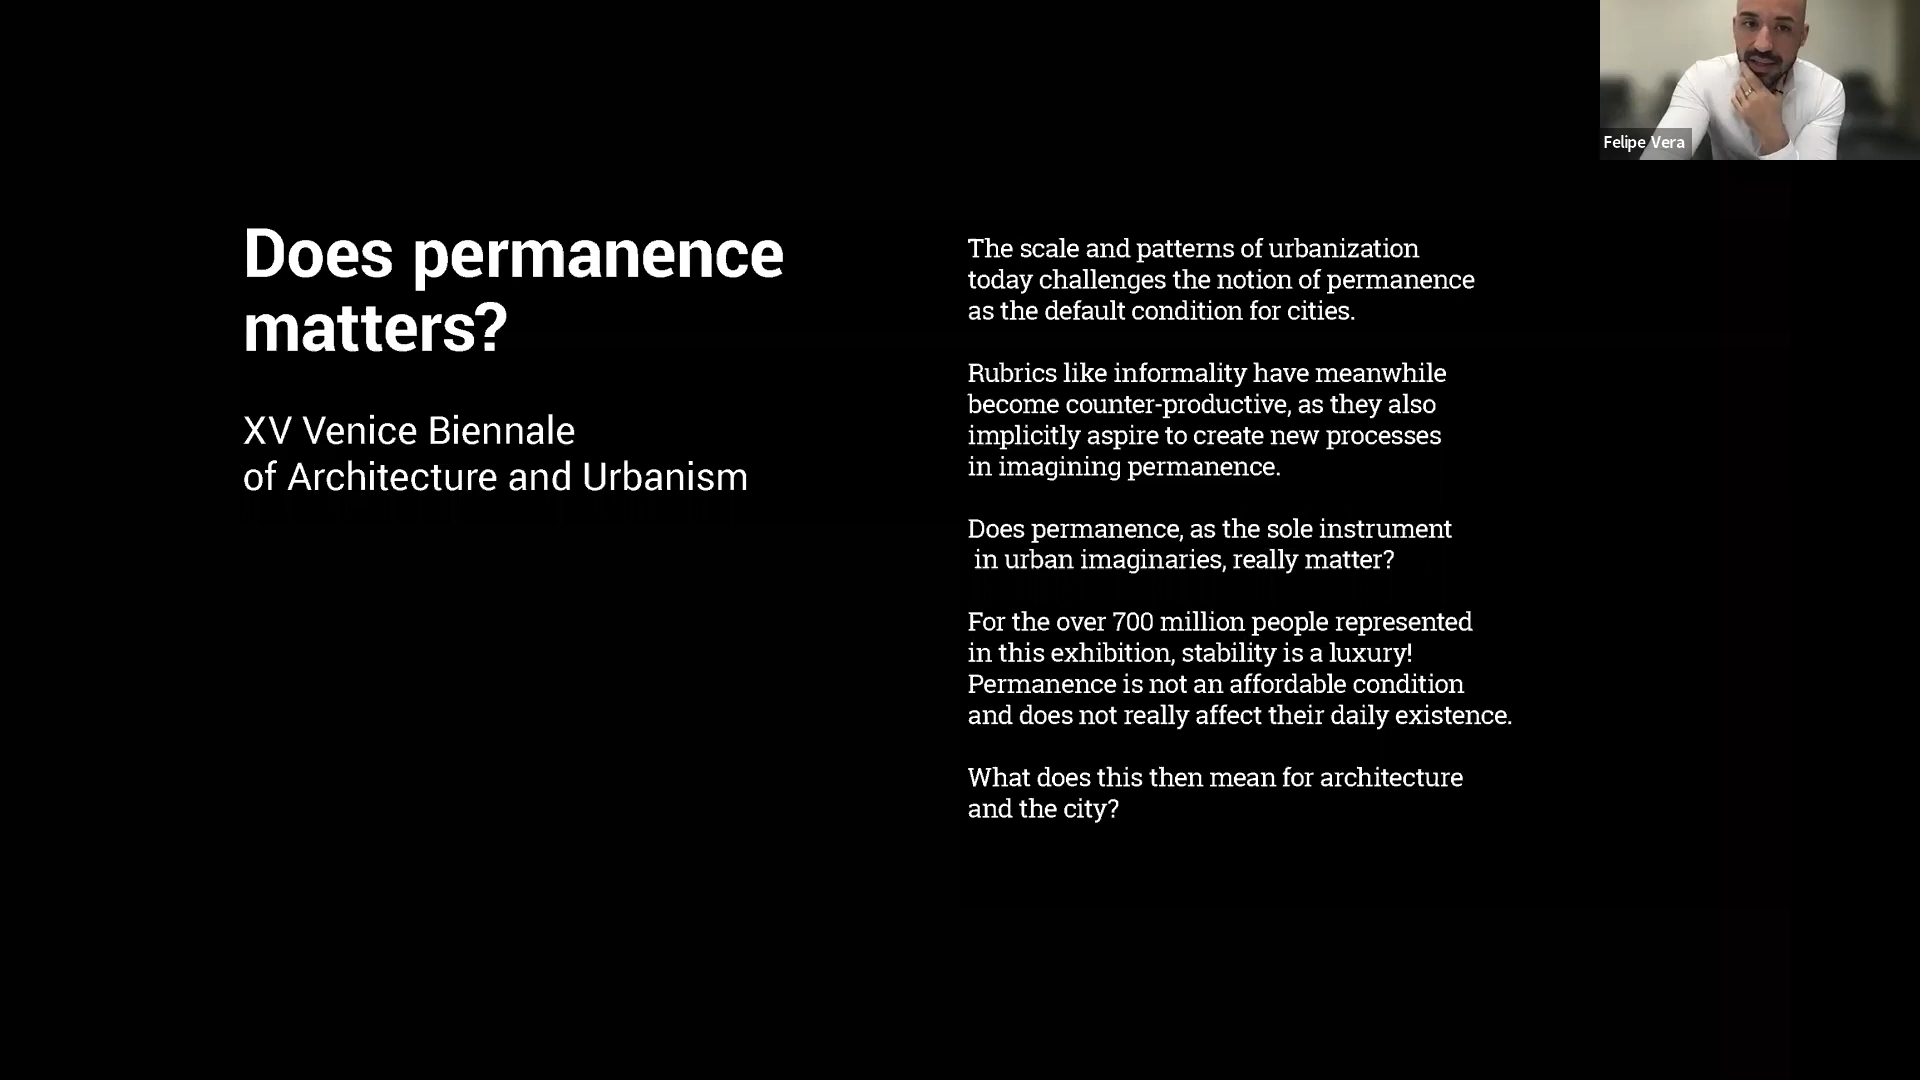 Does permanence
matters?
XV Venice Biennale
of Architecture and Urbanism
The scale and patterns of urbanization
today challenges the notion of permanence
as the default condition for cities.
Rubrics like informality have meanwhile
become counter-productive, as they also
implicitly aspire to create new processes
in imagining permanence.
Does permanence, as the sole instrument
in urban imaginaries, really matter?
For the over 700 million people represented
in this exhibition, stability is a luxury!
Permanence is not an affordable condition
and does not really affect their daily existence.
What does this then mean for architecture
and the city?
Felipe Vera